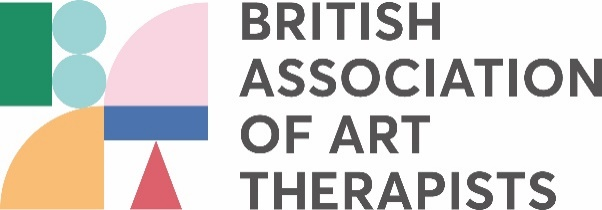 BRITISH
ASSOCIATION
OF ART
THERAPISTS